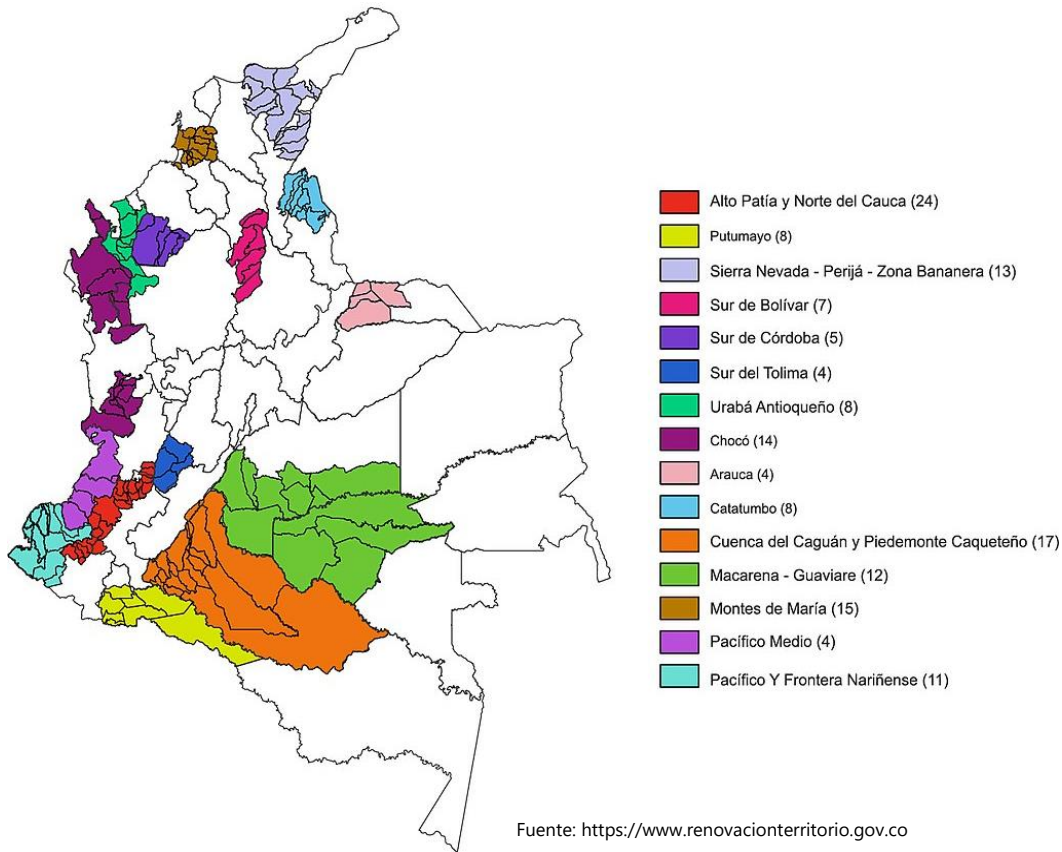 Alto Patía y Norte del Cauca (24)
Putumayo (8)
Sierra Nevada - Perijá - Zona Bananera (13)
Sur de Bolívar (7)
Sur de Córdoba (5)
Sur del Tolima (4)
Urabá Antioqueño (8)
Chocó (14)
Arauca (4)
Catatumbo (8)
Cuenca del Caguán y Piedemonte Caqueteño (17)
Macarena - Guaviare (12)
Montes de María (15)
Pacífico Medio (4)
Pacífico Y Frontera Nariñense (11)
Fuente: https://www.renovacionterritorio.gov.co